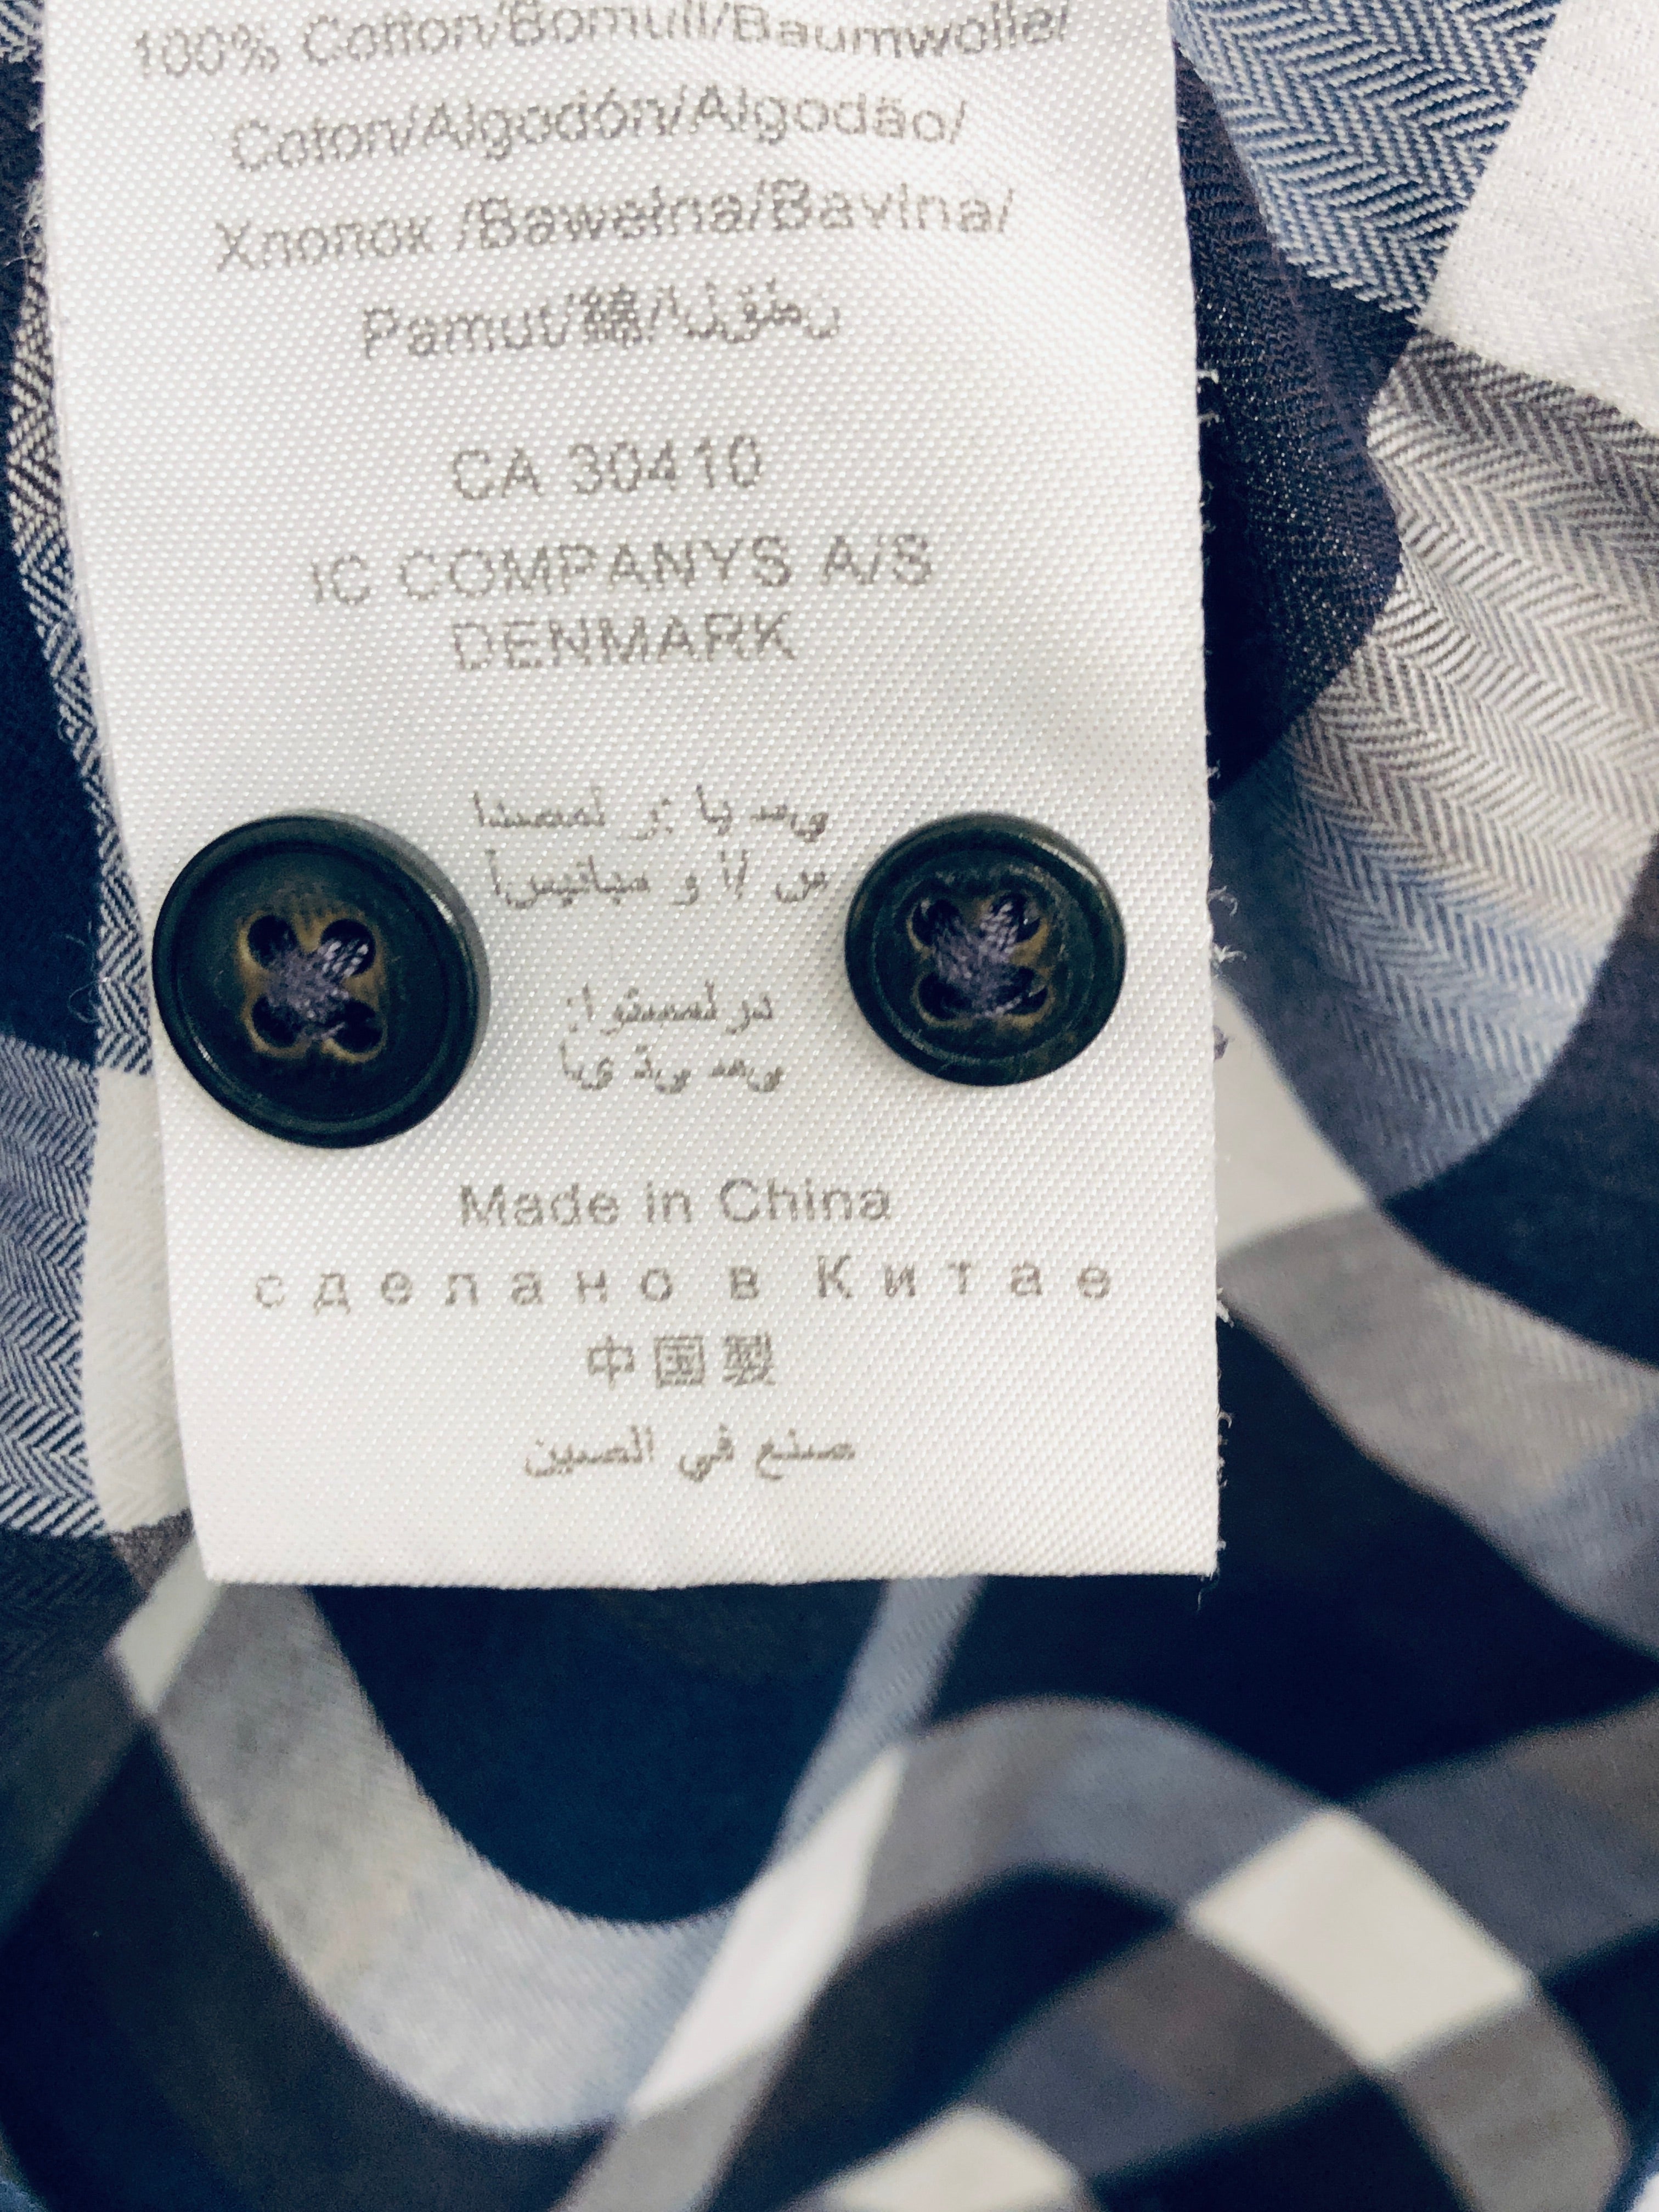 100% Cotton/Bomull/Baumwolle/
Coton/Algodón/Algodão/
Хлопок /Bawełna/Bavlna/
Pamut/綿/القطن
CA 30410
IC COMPANYS A/S
DENMARK
Made in China
сделано в Китае
中国製
صنع في الصين